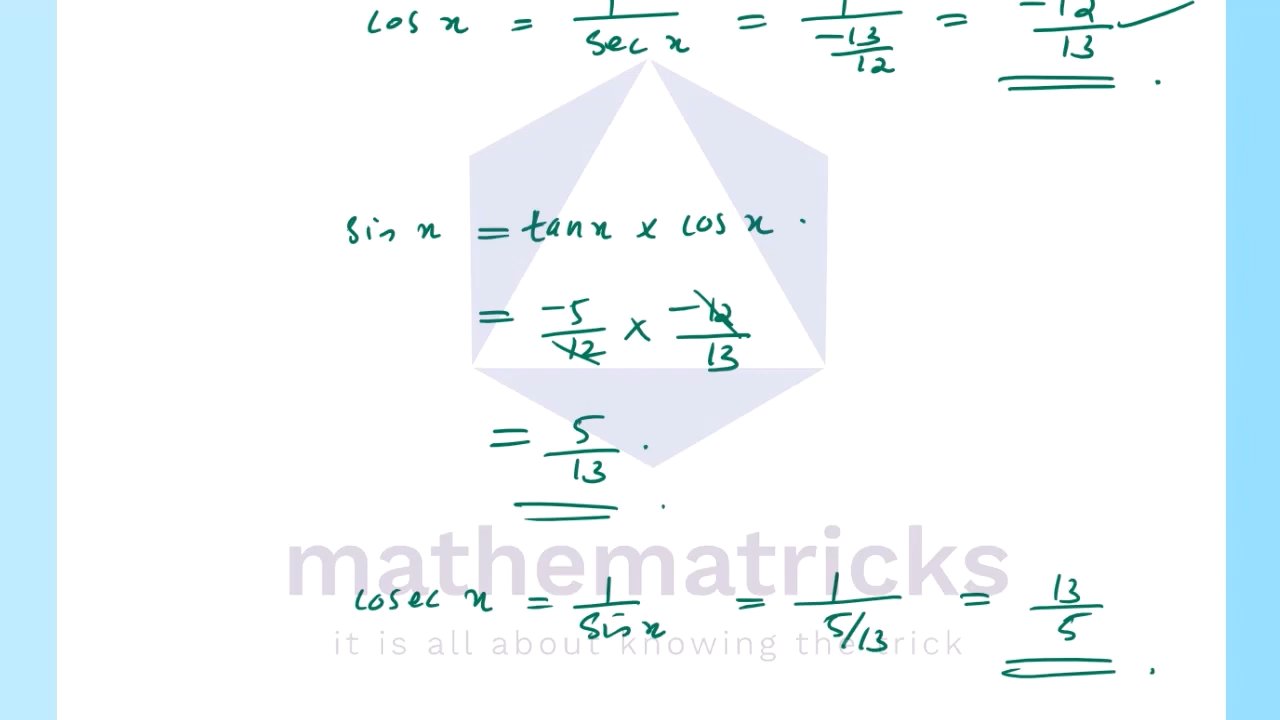 cos x = 1/sec x = 1/(-13/12) = -12/13 .
sin x = tan x × cos x .
= -5/12 × -12/13
= 5/13 .
mathematricks
cosec x = 1/sin x = 1/(5/13) = 13/5 .
it is all about knowing the trick